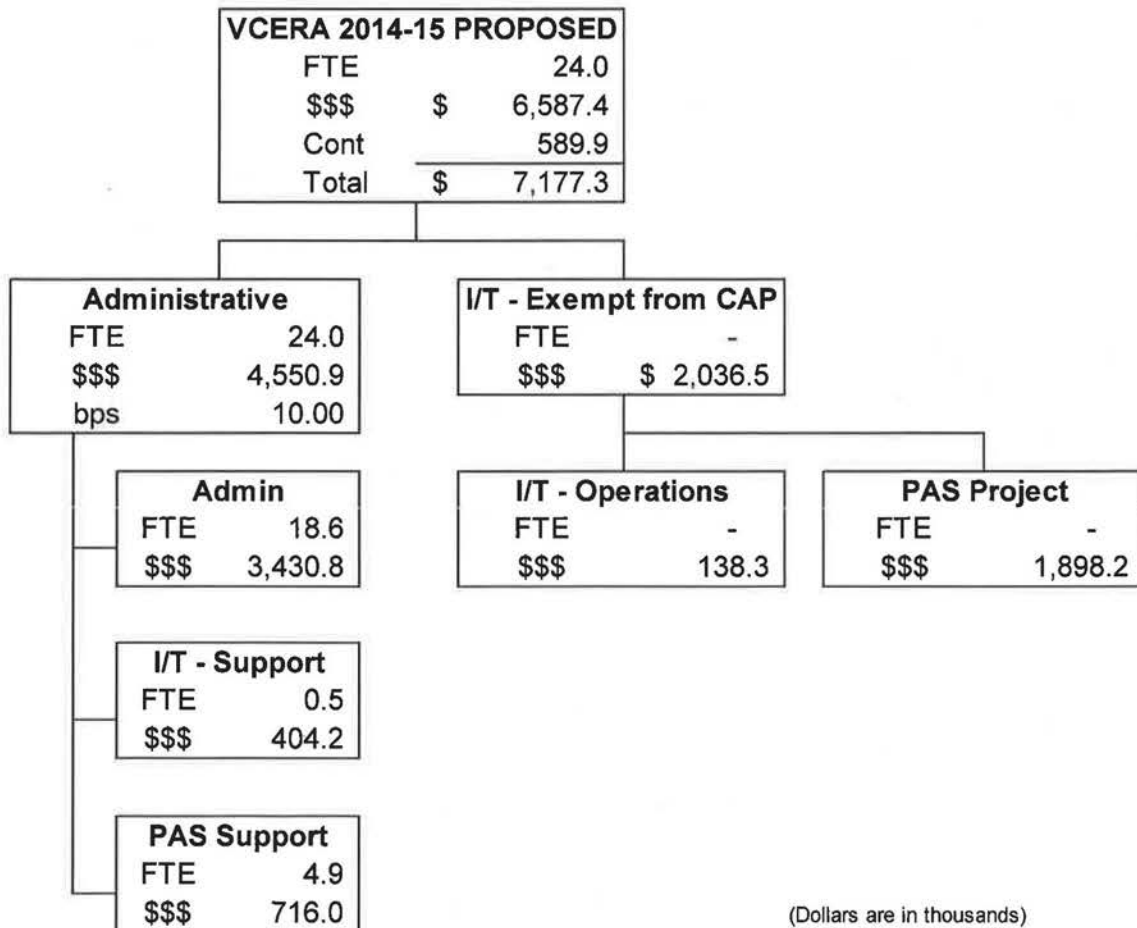 VCERA 2014-15 PROPOSED
FTE 24.0
$$$ $ 6,587.4
Cont 589.9
Total $ 7,177.3
Administrative
FTE 24.0
$$$ 4,550.9
bps 10.00
I/T - Exempt from CAP
FTE -
$$$ $ 2,036.5
Admin
FTE 18.6
$$$ 3,430.8
I/T - Operations
FTE -
$$$ 138.3
PAS Project
FTE -
$$$ 1,898.2
I/T - Support
FTE 0.5
$$$ 404.2
PAS Support
FTE 4.9
$$$ 716.0
(Dollars are in thousands)